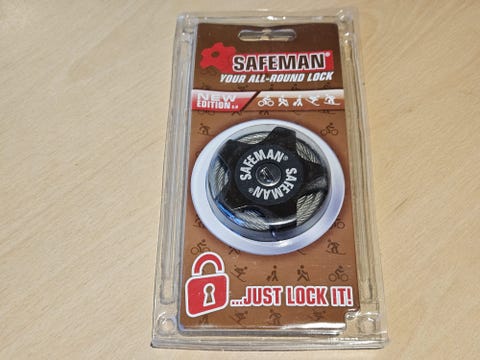 SAFEMAN®
YOUR ALL-ROUND LOCK
NEW
EDITION
SAFEMAN®
SAFEMAN®
...JUST LOCK IT!